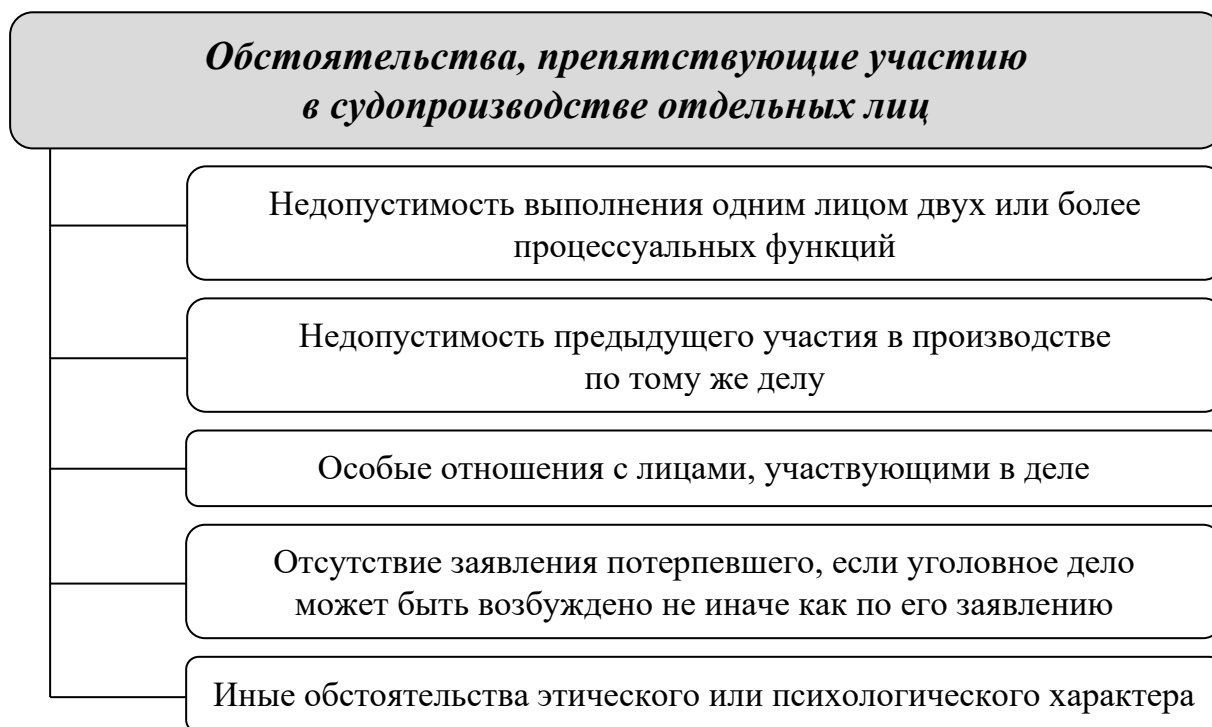 Обстоятельства, препятствующие участию
в судопроизводстве отдельных лиц
Недопустимость выполнения одним лицом двух или более
процессуальных функций
Недопустимость предыдущего участия в производстве
по тому же делу
Особые отношения с лицами, участвующими в деле
Отсутствие заявления потерпевшего, если уголовное дело
может быть возбуждено не иначе как по его заявлению
Иные обстоятельства этического или психологического характера